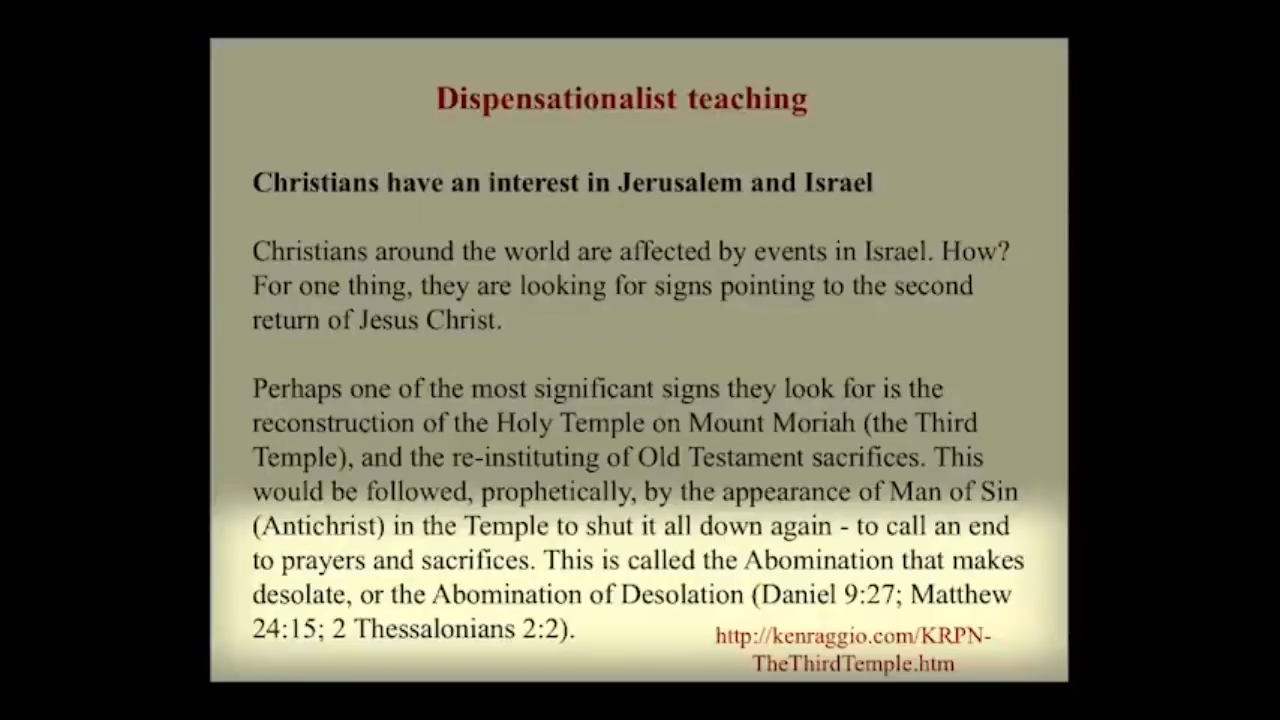 Dispensationalist teaching
Christians have an interest in Jerusalem and Israel
Christians around the world are affected by events in Israel. How?
For one thing, they are looking for signs pointing to the second
return of Jesus Christ.
Perhaps one of the most significant signs they look for is the
reconstruction of the Holy Temple on Mount Moriah (the Third
Temple), and the re-instituting of Old Testament sacrifices. This
would be followed, prophetically, by the appearance of Man of Sin
(Antichrist) in the Temple to shut it all down again - to call an end
to prayers and sacrifices. This is called the Abomination that makes
desolate, or the Abomination of Desolation (Daniel 9:27; Matthew
24:15; 2 Thessalonians 2:2).
http://kenraggio.com/KRPN-
TheThirdTemple.htm